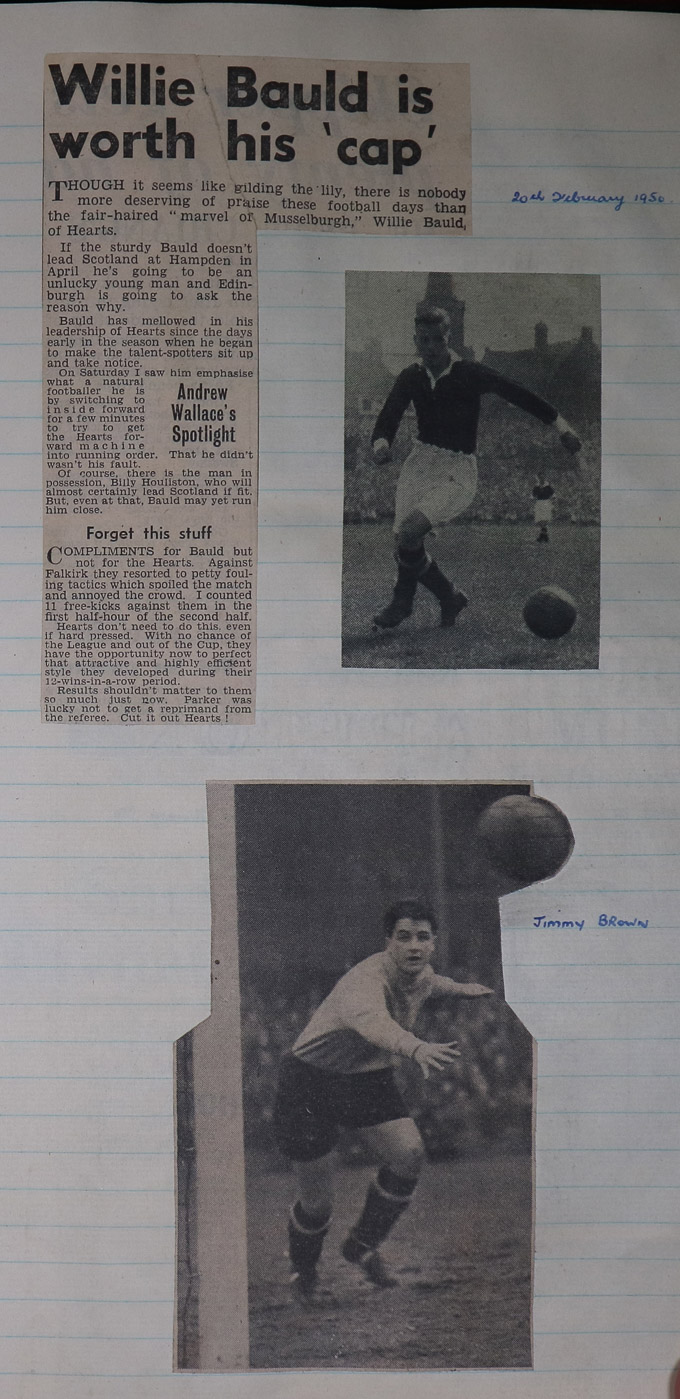 Willie Bauld is
worth his 'cap'
THOUGH it seems like gilding the lily, there is nobody
more deserving of praise these football days than
the fair-haired "marvel of Musselburgh," Willie Bauld,
of Hearts.
20th February 1950.
If the sturdy Bauld doesn't
lead Scotland at Hampden in
April he's going to be an
unlucky young man and Edin-
burgh is going to ask the
reason why.
Bauld has mellowed in his
leadership of Hearts since the days
early in the season when he began
to make the talent-spotters sit up
and take notice.
On Saturday I saw him emphasise
what a natural
footballer he is
by switching to
inside forward
for a few minutes
to try to get
the Hearts for-
ward machine
into running order. That he didn't
wasn't his fault.
Andrew
Wallace's
Spotlight
Of course, there is the man in
possession, Billy Houliston, who will
almost certainly lead Scotland if fit.
But, even at that, Bauld may yet run
him close.
Forget this stuff
COMPLIMENTS for Bauld but
not for the Hearts. Against
Falkirk they resorted to petty foul-
ing tactics which spoiled the match
and annoyed the crowd. I counted
11 free-kicks against them in the
first half-hour of the second half.
Hearts don't need to do this, even
if hard pressed. With no chance of
the League and out of the Cup, they
have the opportunity now to perfect
that attractive and highly efficient
style they developed during their
12-wins-in-a-row period.
Results shouldn't matter to them
so much just now. Parker was
lucky not to get a reprimand from
the referee. Cut it out Hearts !
Jimmy BROWN